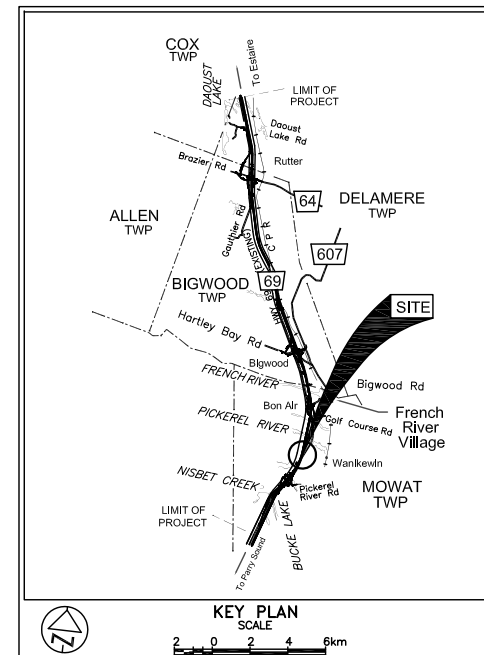 COX
TWP
To Estaire
DAOUST
LAKE
LIMIT OF
PROJECT
Daoust
Lake Rd
Brazier Rd
Rutter
64
DELAMERE
TWP
ALLEN
TWP
Gauthier Rd
C P R
607
HWY 69 (EXISTING)
69
BIGWOOD
TWP
SITE
Hartley Bay Rd
Bigwood
FRENCH RIVER
Bigwood Rd
Bon Air
French
River
Village
Golf Course Rd
PICKEREL RIVER
Wanikewin
NISBET CREEK
MOWAT
TWP
Pickerel
River Rd
LIMIT OF
PROJECT
BUCKE LAKE
To Parry Sound
KEY PLAN
SCALE
2 0 2 4 6km
N